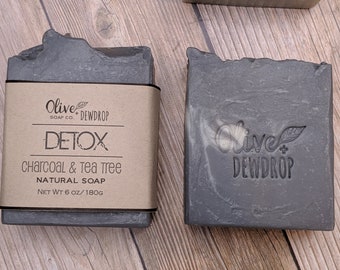 Olive
SOAP CO. + DEWDROP
DETOX
CHARCOAL & TEA TREE
NATURAL SOAP
NET WT 6 OZ/180G
Olive
+
DEWDROP